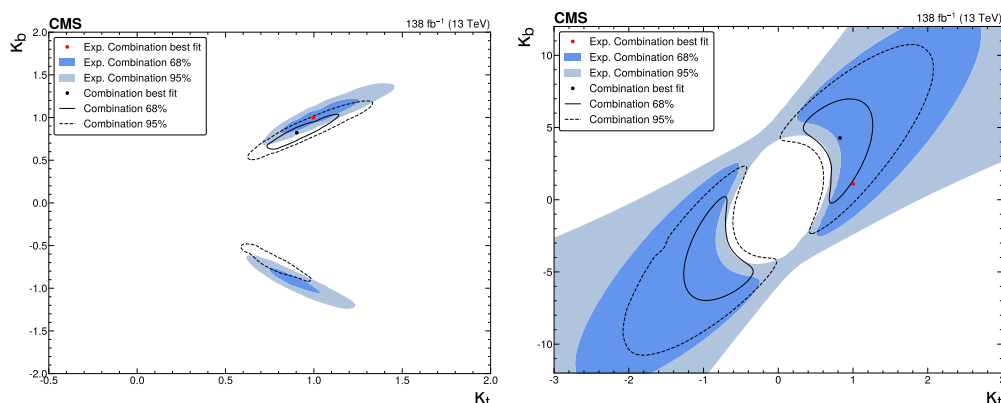 CMS
138 fb⁻¹ (13 TeV)
κb
2.0
1.5
1.0
0.5
0.0
-0.5
-1.0
-1.5
-2.0
Exp. Combination best fit
Exp. Combination 68%
Exp. Combination 95%
Combination best fit
Combination 68%
Combination 95%
-0.5
0.0
0.5
1.0
1.5
2.0
κt
CMS
138 fb⁻¹ (13 TeV)
κb
10
5
0
-5
-10
Exp. Combination best fit
Exp. Combination 68%
Exp. Combination 95%
Combination best fit
Combination 68%
Combination 95%
-3
-2
-1
0
1
2
3
κt